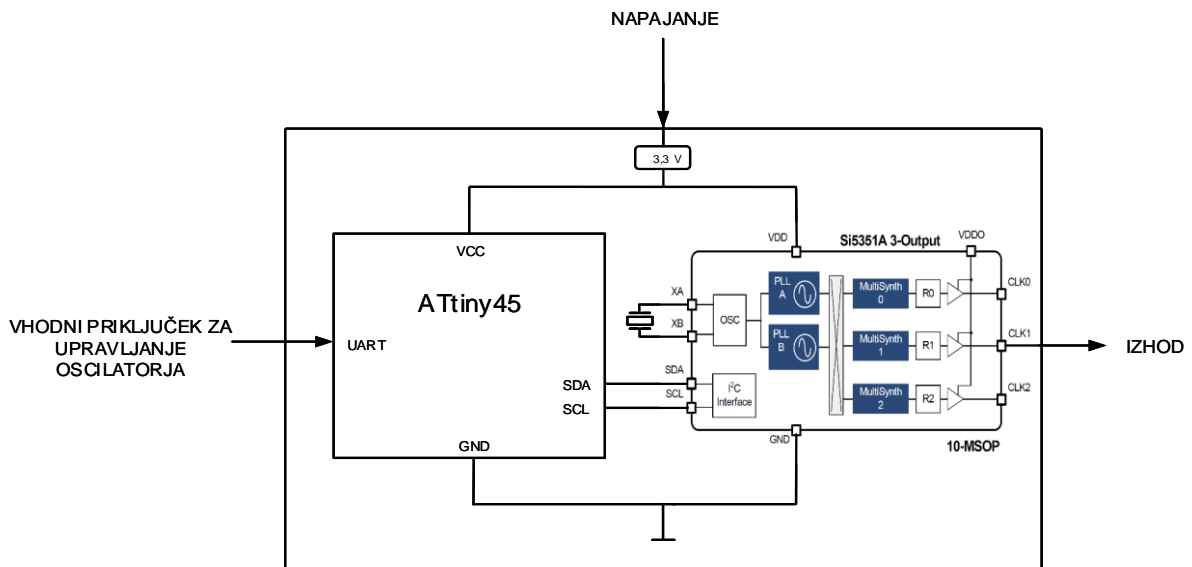 NAPAJANJE
3,3 V
VCC
ATtiny45
VHODNI PRIKLJUČEK ZA
UPRAVLJANJE
OSCILATORJA
UART
SDA
SCL
GND
Si5351A 3-Output
VDD
VDDO
XA
XB
OSC
PLL
A
PLL
B
SDA
SCL
I²C
Interface
MultiSynth
0
R0
CLK0
MultiSynth
1
R1
CLK1
MultiSynth
2
R2
CLK2
GND
10-MSOP
IZHOD